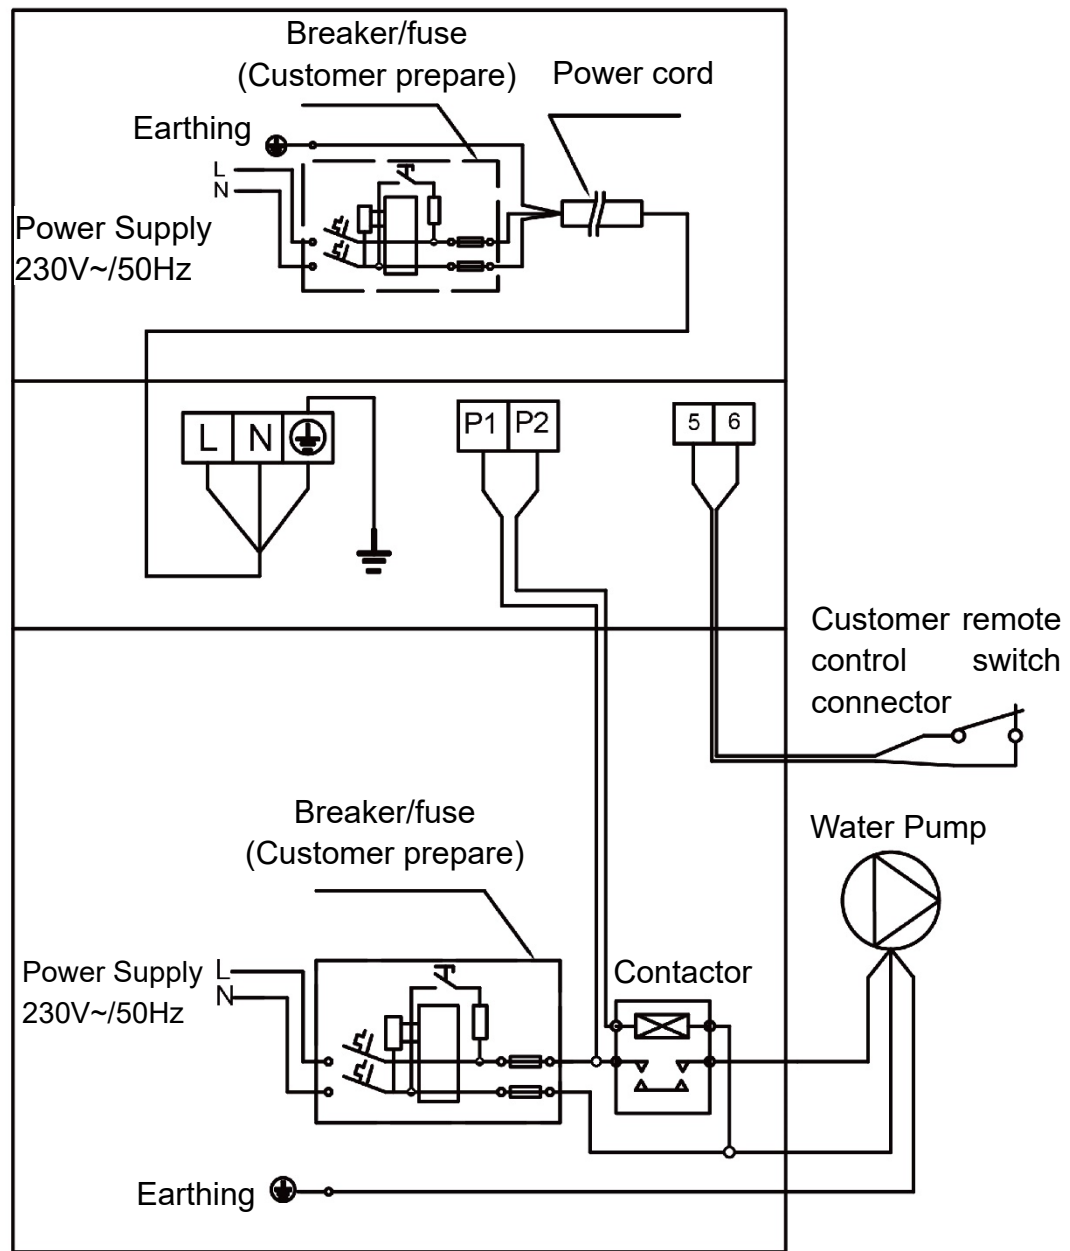 Breaker/fuse
(Customer prepare)
Power cord
Earthing
L
N
Power Supply
230V~/50Hz
L N
P1 P2
5 6
Customer remote
control switch
connector
Breaker/fuse
(Customer prepare)
Water Pump
Power Supply L
N
230V~/50Hz
Contactor
Earthing